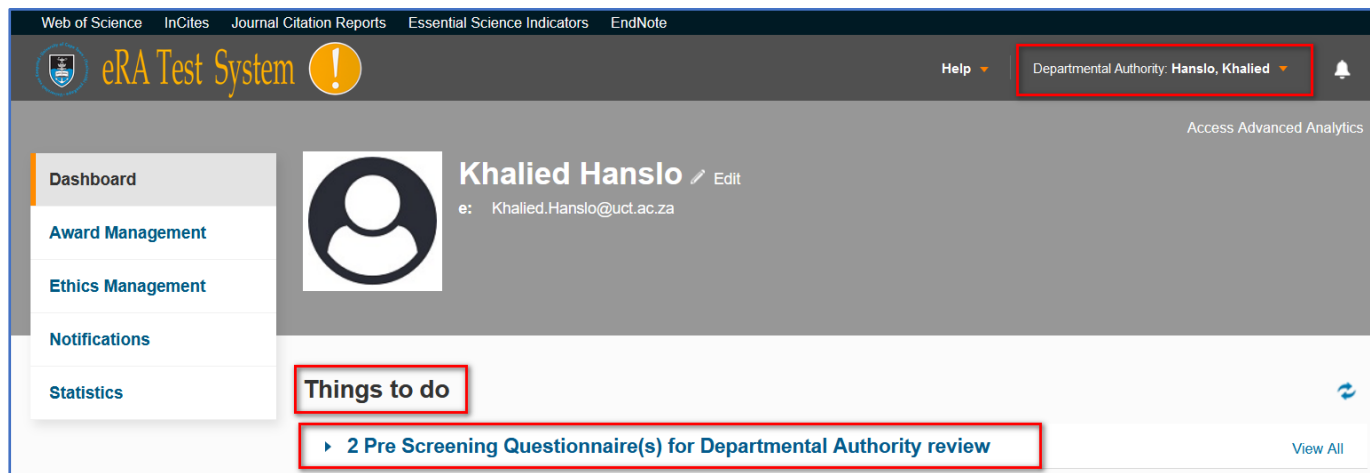 Web of Science InCites Journal Citation Reports Essential Science Indicators EndNote
eRA Test System !
Help Departmental Authority: Hanslo, Khalied
Access Advanced Analytics
Dashboard
Award Management
Ethics Management
Notifications
Statistics
Khalied Hanslo Edit
e: Khalied.Hanslo@uct.ac.za
Things to do
2 Pre Screening Questionnaire(s) for Departmental Authority review View All